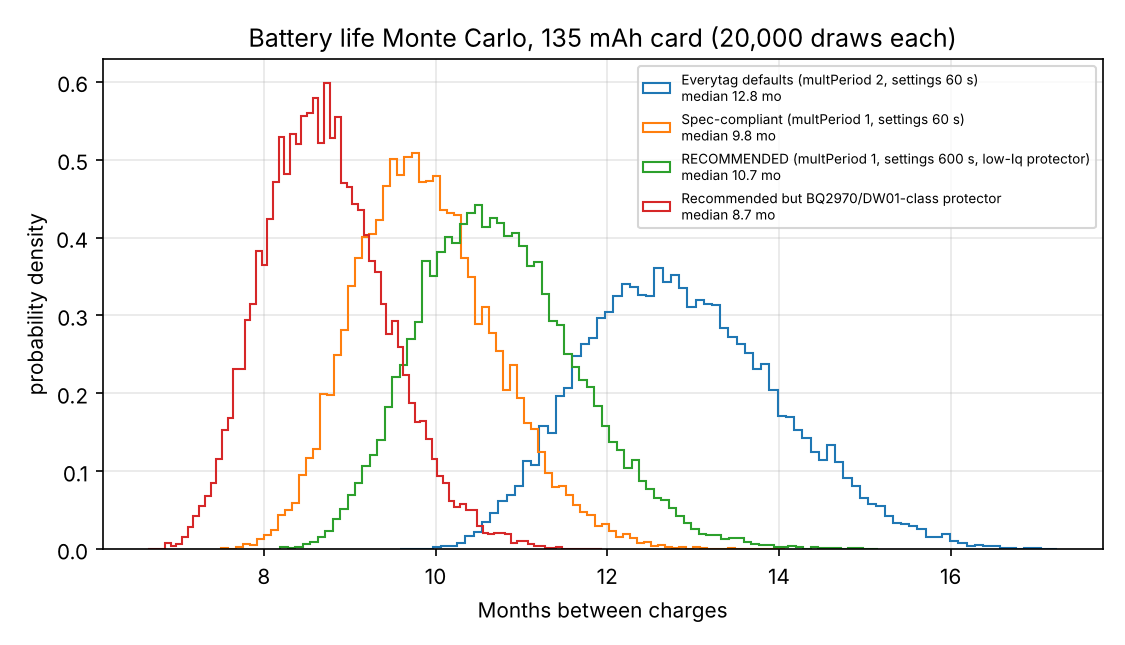 Battery life Monte Carlo, 135 mAh card (20,000 draws each)
Everytag defaults (multPeriod 2, settings 60 s)
median 12.8 mo
Spec-compliant (multPeriod 1, settings 60 s)
median 9.8 mo
RECOMMENDED (multPeriod 1, settings 600 s, low-Iq protector)
median 10.7 mo
Recommended but BQ2970/DW01-class protector
median 8.7 mo
probability density
0.6
0.5
0.4
0.3
0.2
0.1
0.0
8 10 12 14 16
Months between charges